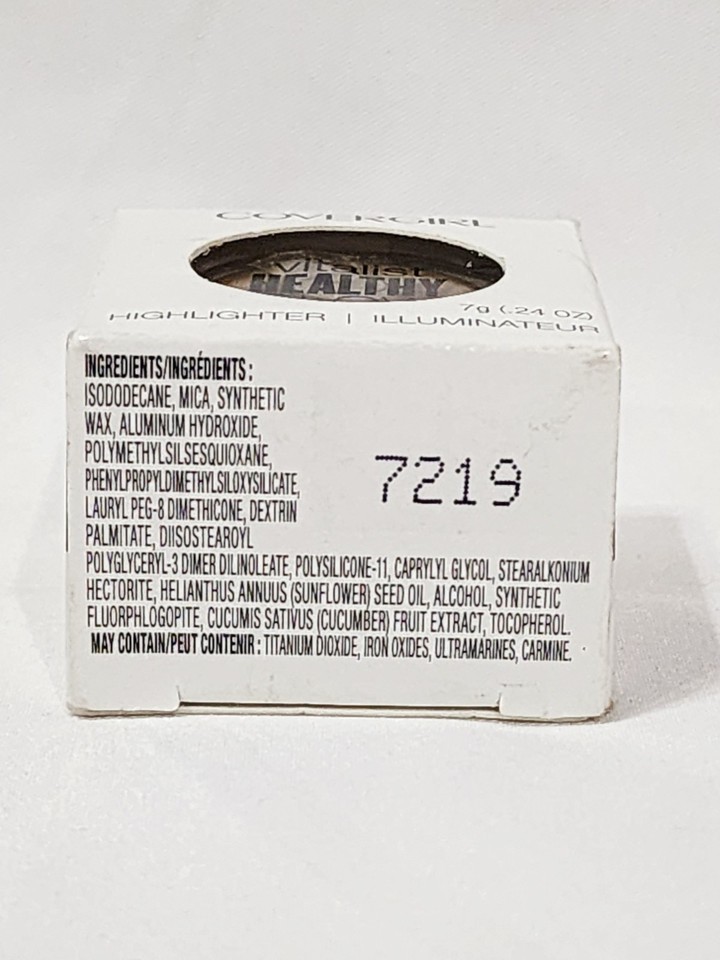 COVERGIRL
Vitalist
HEALTHY
7g (.24 OZ)
HIGHLIGHTER | ILLUMINATEUR
INGREDIENTS/INGRÉDIENTS :
ISODODECANE, MICA, SYNTHETIC
WAX, ALUMINUM HYDROXIDE,
POLYMETHYLSILSESQUIOXANE,
PHENYLPROPYLDIMETHYLSILOXYSILICATE,
LAURYL PEG-8 DIMETHICONE, DEXTRIN
PALMITATE, DIISOSTEAROYL
POLYGLYCERYL-3 DIMER DILINOLEATE, POLYSILICONE-11, CAPRYLYL GLYCOL, STEARALKONIUM
HECTORITE, HELIANTHUS ANNUUS (SUNFLOWER) SEED OIL, ALCOHOL, SYNTHETIC
FLUORPHLOGOPITE, CUCUMIS SATIVUS (CUCUMBER) FRUIT EXTRACT, TOCOPHEROL.
MAY CONTAIN/PEUT CONTENIR : TITANIUM DIOXIDE, IRON OXIDES, ULTRAMARINES, CARMINE.
7219